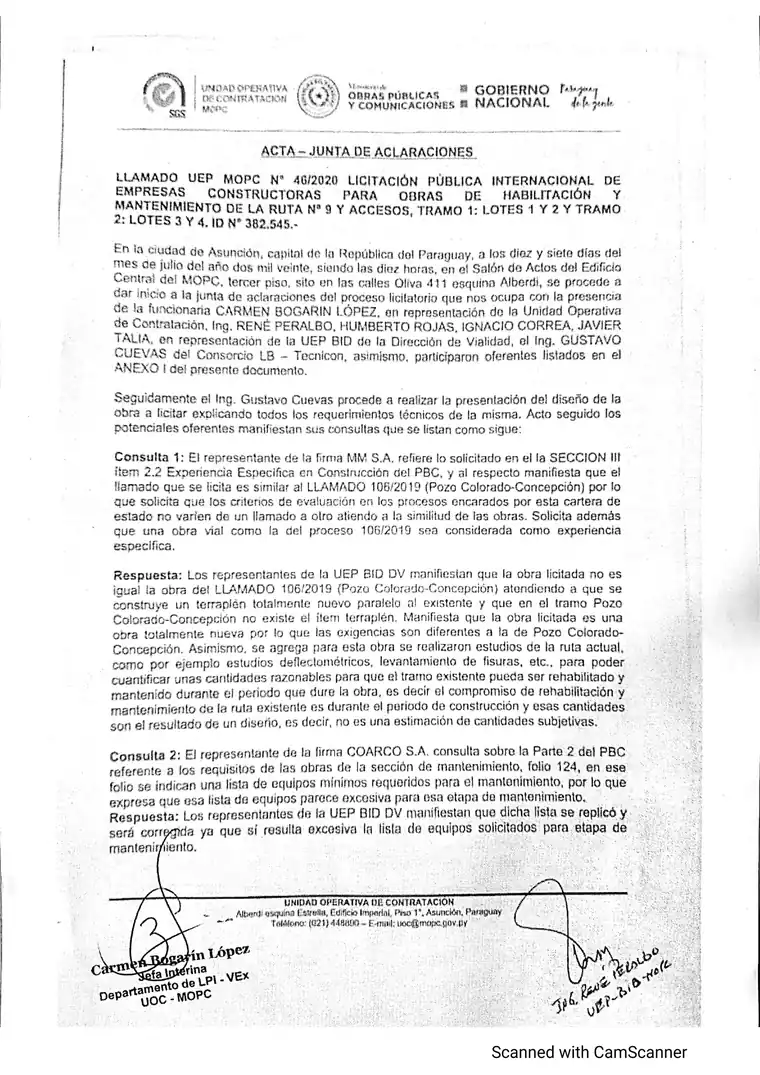 UNIDAD OPERATIVA
DE CONTRATACIÓN
MOPC
SGS
Ministerio de
OBRAS PÚBLICAS
Y COMUNICACIONES
GOBIERNO
NACIONAL
Paraguay
de la gente
ACTA – JUNTA DE ACLARACIONES
LLAMADO UEP MOPC N° 46/2020 LICITACIÓN PÚBLICA INTERNACIONAL DE
EMPRESAS CONSTRUCTORAS PARA OBRAS DE HABILITACIÓN Y
MANTENIMIENTO DE LA RUTA Nª 9 Y ACCESOS, TRAMO 1: LOTES 1 Y 2 Y TRAMO
2: LOTES 3 Y 4. ID N° 382.545.-
En la ciudad de Asunción, capital de la República del Paraguay, a los diez y siete días del
mes de julio del año dos mil veinte, siendo las diez horas, en el Salón de Actos del Edificio
Central del MOPC, tercer piso, sito en las calles Oliva 411 esquina Alberdi, se procede a
dar inicio a la junta de aclaraciones del proceso licitatorio que nos ocupa con la presencia
de la funcionaria CARMEN BOGARIN LÓPEZ, en representación de la Unidad Operativa
de Contratación, Ing. RENÉ PERALBO, HUMBERTO ROJAS, IGNACIO CORREA, JAVIER
TALIA, en representación de la UEP BID de la Dirección de Vialidad, el Ing. GUSTAVO
CUEVAS del Consorcio LB – Tecnicon, asimismo, participaron oferentes listados en el
ANEXO I del presente documento.
Seguidamente el Ing. Gustavo Cuevas procede a realizar la presentación del diseño de la
obra a licitar explicando todos los requerimientos técnicos de la misma. Acto seguido los
potenciales oferentes manifiestan sus consultas que se listan como sigue:
Consulta 1: El representante de la firma MM S.A. refiere lo solicitado en el la SECCION III
ítem 2.2 Experiencia Específica en Construcción del PBC, y al respecto manifiesta que el
llamado que se licita es similar al LLAMADO 106/2019 (Pozo Colorado-Concepción) por lo
que solicita que los criterios de evaluación en los procesos encarados por esta cartera de
estado no varíen de un llamado a otro atiendo a la similitud de las obras. Solicita además
que una obra vial como la del proceso 106/2019 sea considerada como experiencia
específica.
Respuesta: Los representantes de la UEP BID DV manifiestan que la obra licitada no es
igual la obra del LLAMADO 106/2019 (Pozo Colorado-Concepción) atendiendo a que se
construye un terraplén totalmente nuevo paralelo al existente y que en el tramo Pozo
Colorado-Concepción no existe el ítem terraplén. Manifiesta que la obra licitada es una
obra totalmente nueva por lo que las exigencias son diferentes a la de Pozo Colorado-
Concepción. Asimismo, se agrega para esta obra se realizaron estudios de la ruta actual,
como por ejemplo estudios deflectométricos, levantamiento de fisuras, etc., para poder
cuantificar unas cantidades razonables para que el tramo existente pueda ser rehabilitado y
mantenido durante el periodo que dure la obra, es decir el compromiso de rehabilitación y
mantenimiento de la ruta existente es durante el periodo de construcción y esas cantidades
son el resultado de un diseño, es decir, no es una estimación de cantidades subjetivas.
Consulta 2: El representante de la firma COARCO S.A. consulta sobre la Parte 2 del PBC
referente a los requisitos de las obras de la sección de mantenimiento, folio 124, en ese
folio se indican una lista de equipos mínimos requeridos para el mantenimiento, por lo que
expresa que esa lista de equipos parece excesiva para esa etapa de mantenimiento.
Respuesta: Los representantes de la UEP BID DV manifiestan que dicha lista se replicó y
será corregida ya que sí resulta excesiva la lista de equipos solicitados para etapa de
mantenimiento.
UNIDAD OPERATIVA DE CONTRATACIÓN
Alberdi esquina Estrella, Edificio Imperial, Piso 1°, Asunción, Paraguay
Teléfono: (021) 448890 – E-mail: uoc@mopc.gov.py
Carmen Bogarín López
Jefa Interina
Departamento de LPI - VEx
UOC - MOPC
ING. RENÉ PERALBO
UEP-BID-MOPC
Scanned with CamScanner